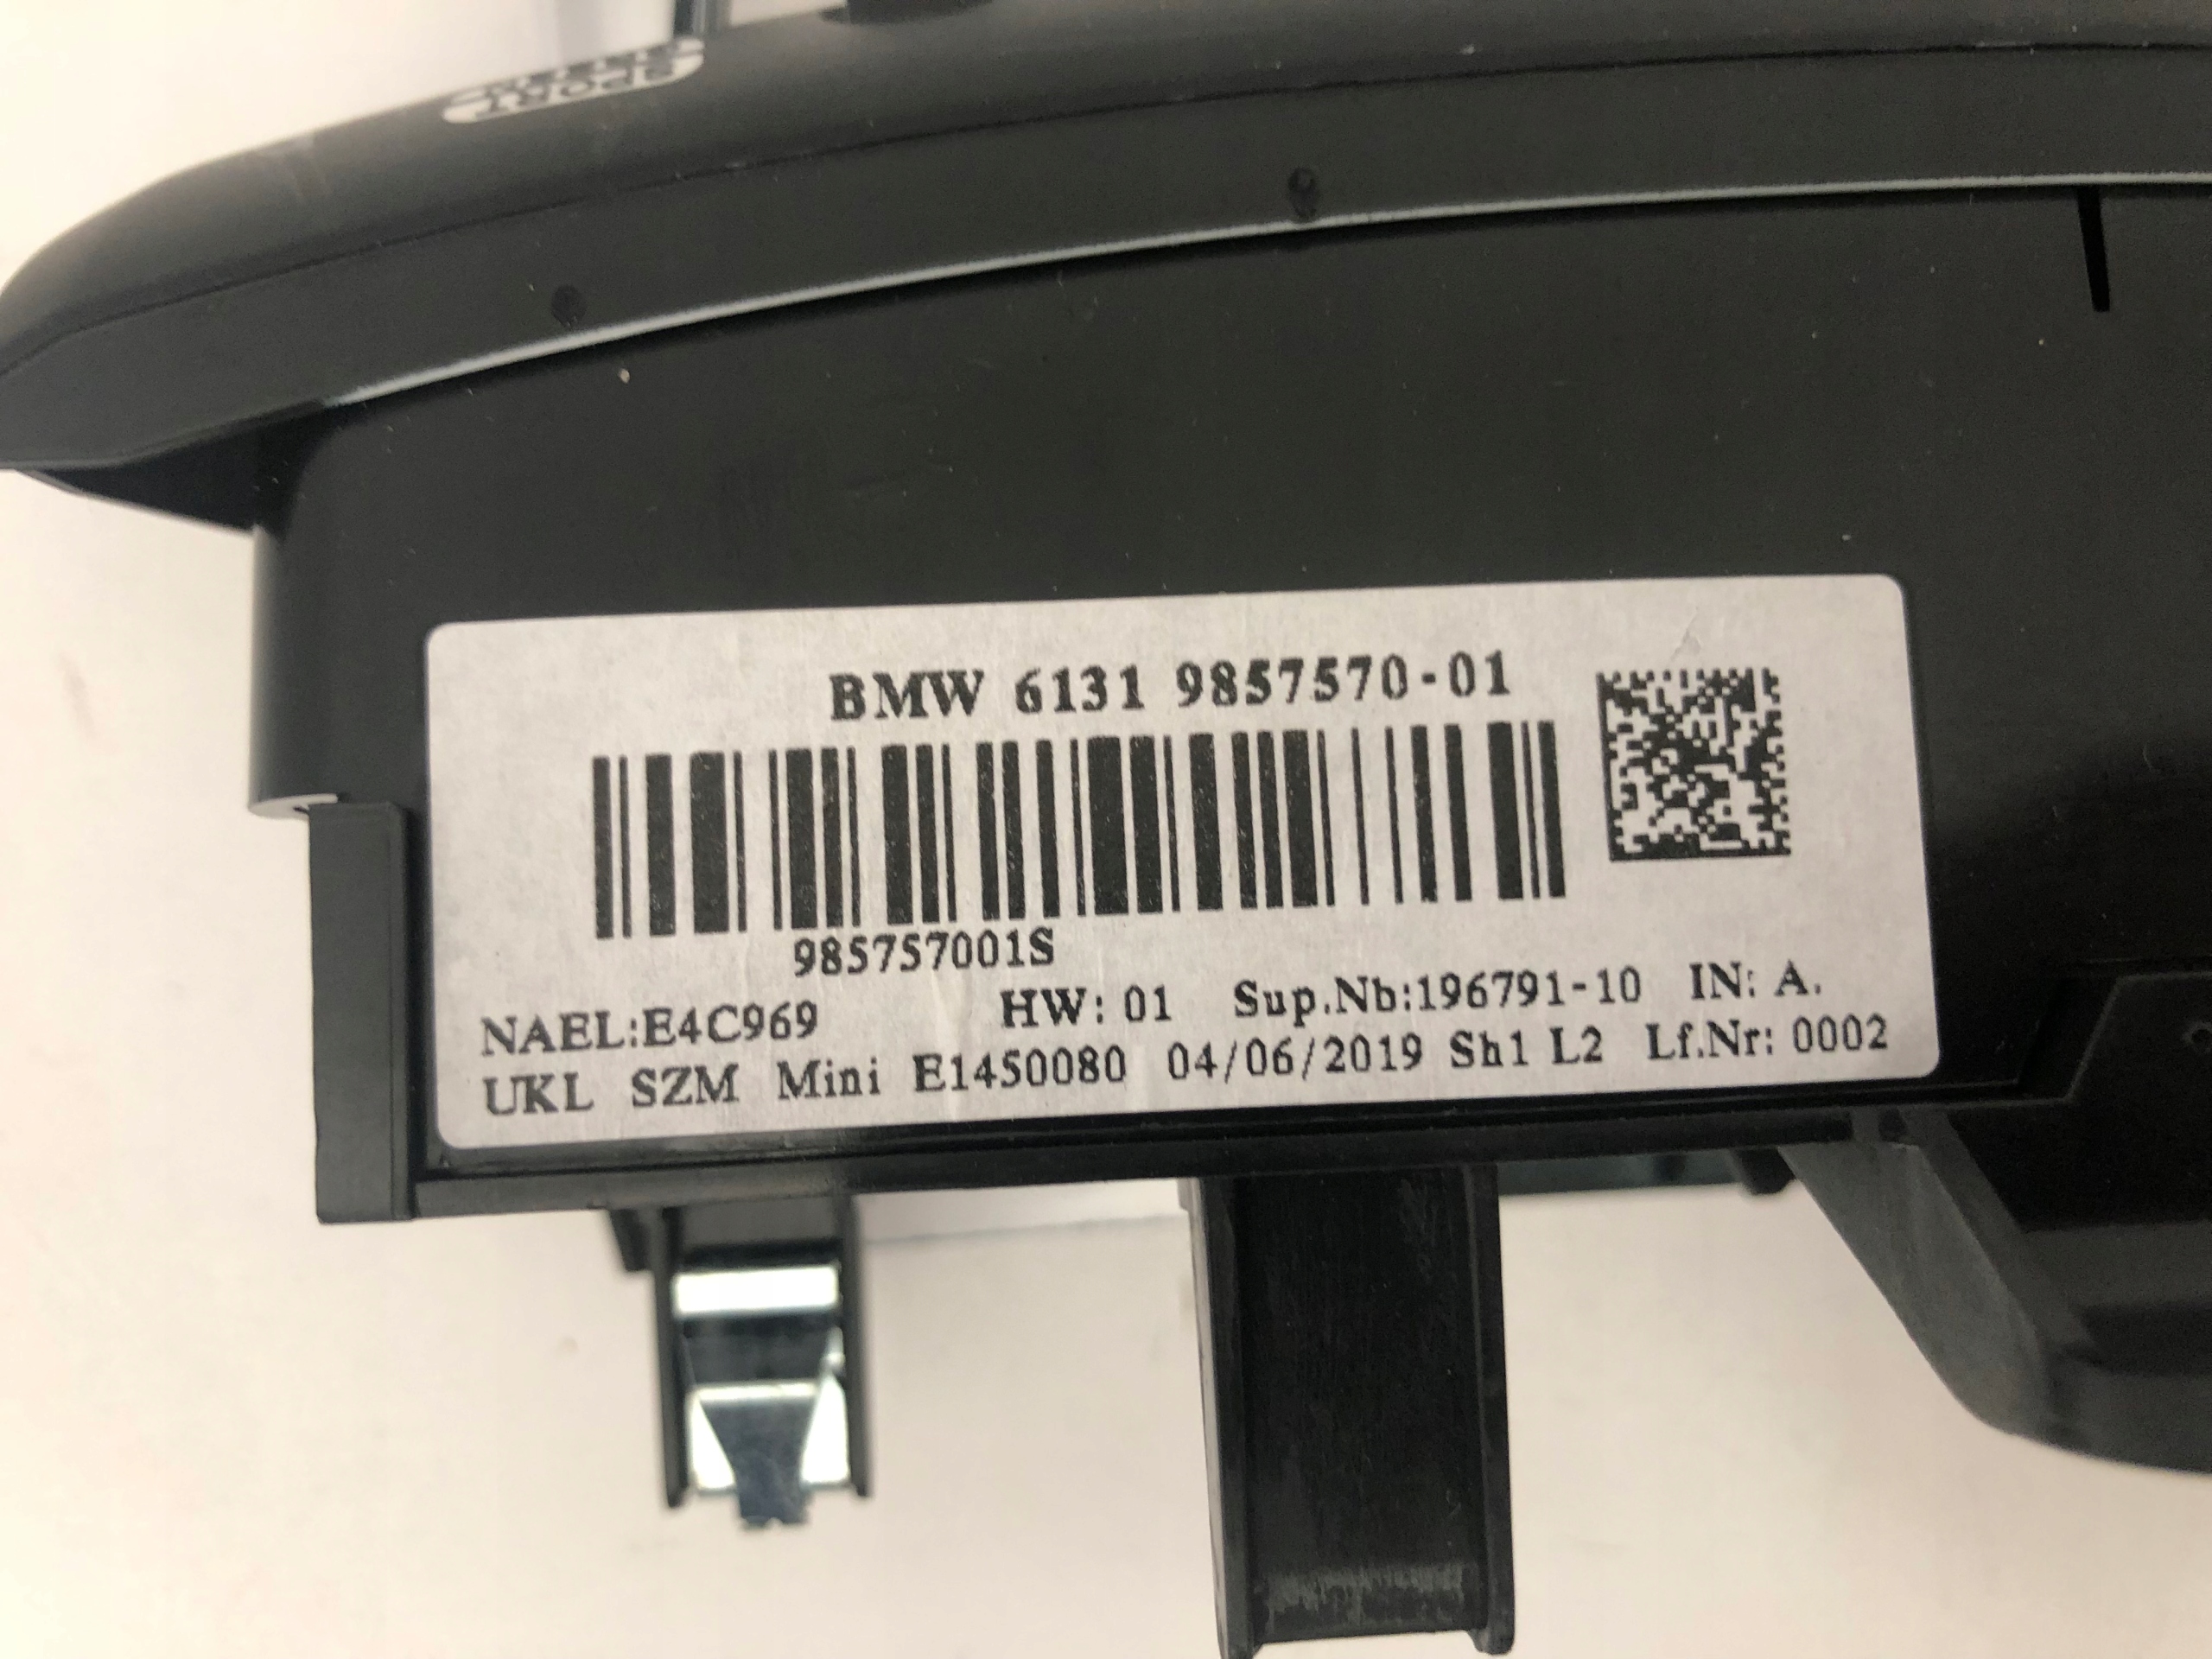 SPORT
BMW 6131 9857570-01
985757001S
NAEL:E4C969 HW: 01 Sup.Nb:196791-10 IN: A.
UKL SZM Mini E1450080 04/06/2019 Sh1 L2 Lf.Nr: 0002